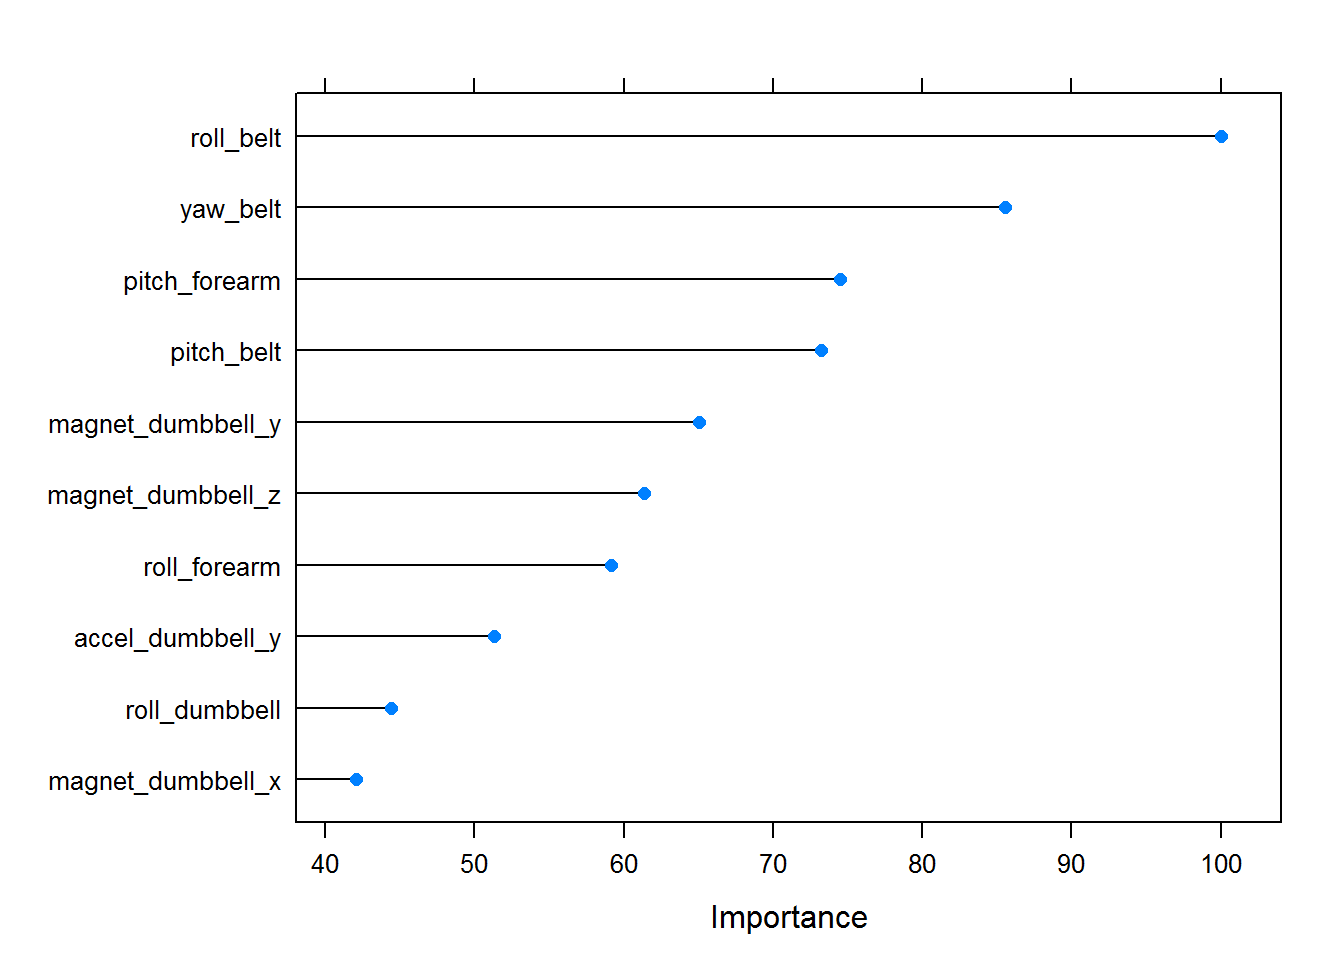 roll_belt
yaw_belt
pitch_forearm
pitch_belt
magnet_dumbbell_y
magnet_dumbbell_z
roll_forearm
accel_dumbbell_y
roll_dumbbell
magnet_dumbbell_x
40 50 60 70 80 90 100
Importance